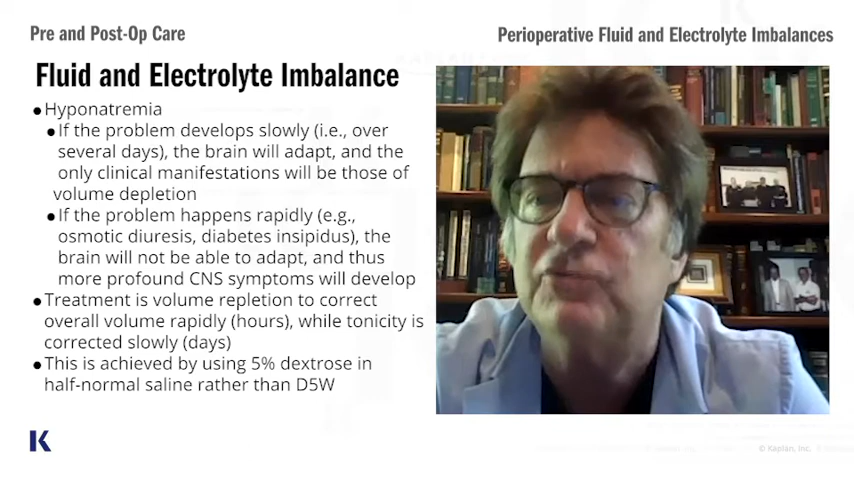 Pre and Post-Op Care
Perioperative Fluid and Electrolyte Imbalances
Fluid and Electrolyte Imbalance
●Hyponatremia
●If the problem develops slowly (i.e., over
several days), the brain will adapt, and the
only clinical manifestations will be those of
volume depletion
●If the problem happens rapidly (e.g.,
osmotic diuresis, diabetes insipidus), the
brain will not be able to adapt, and thus
more profound CNS symptoms will develop
●Treatment is volume repletion to correct
overall volume rapidly (hours), while tonicity is
corrected slowly (days)
●This is achieved by using 5% dextrose in
half-normal saline rather than D5W
K
© Kaplan, Inc.